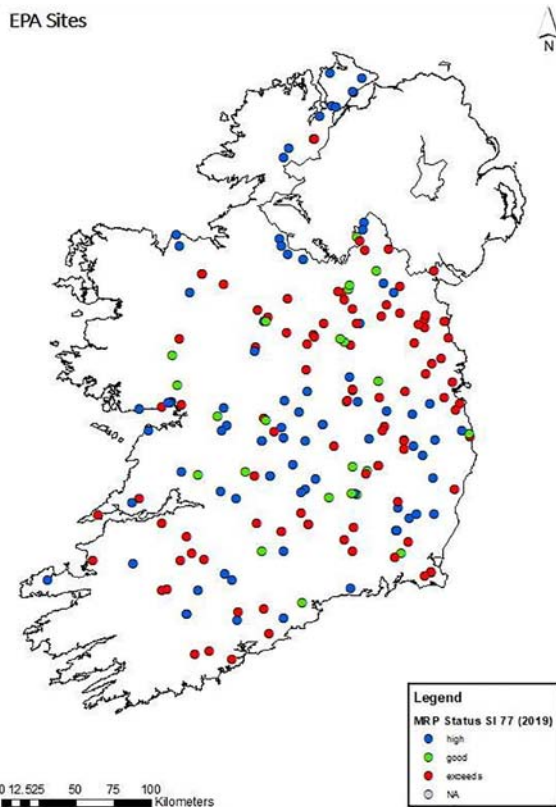 EPA Sites
N
Legend
MRP Status SI 77 (2019)
high
good
exceeds
NA
0 12.525 50 75 100
Kilometers